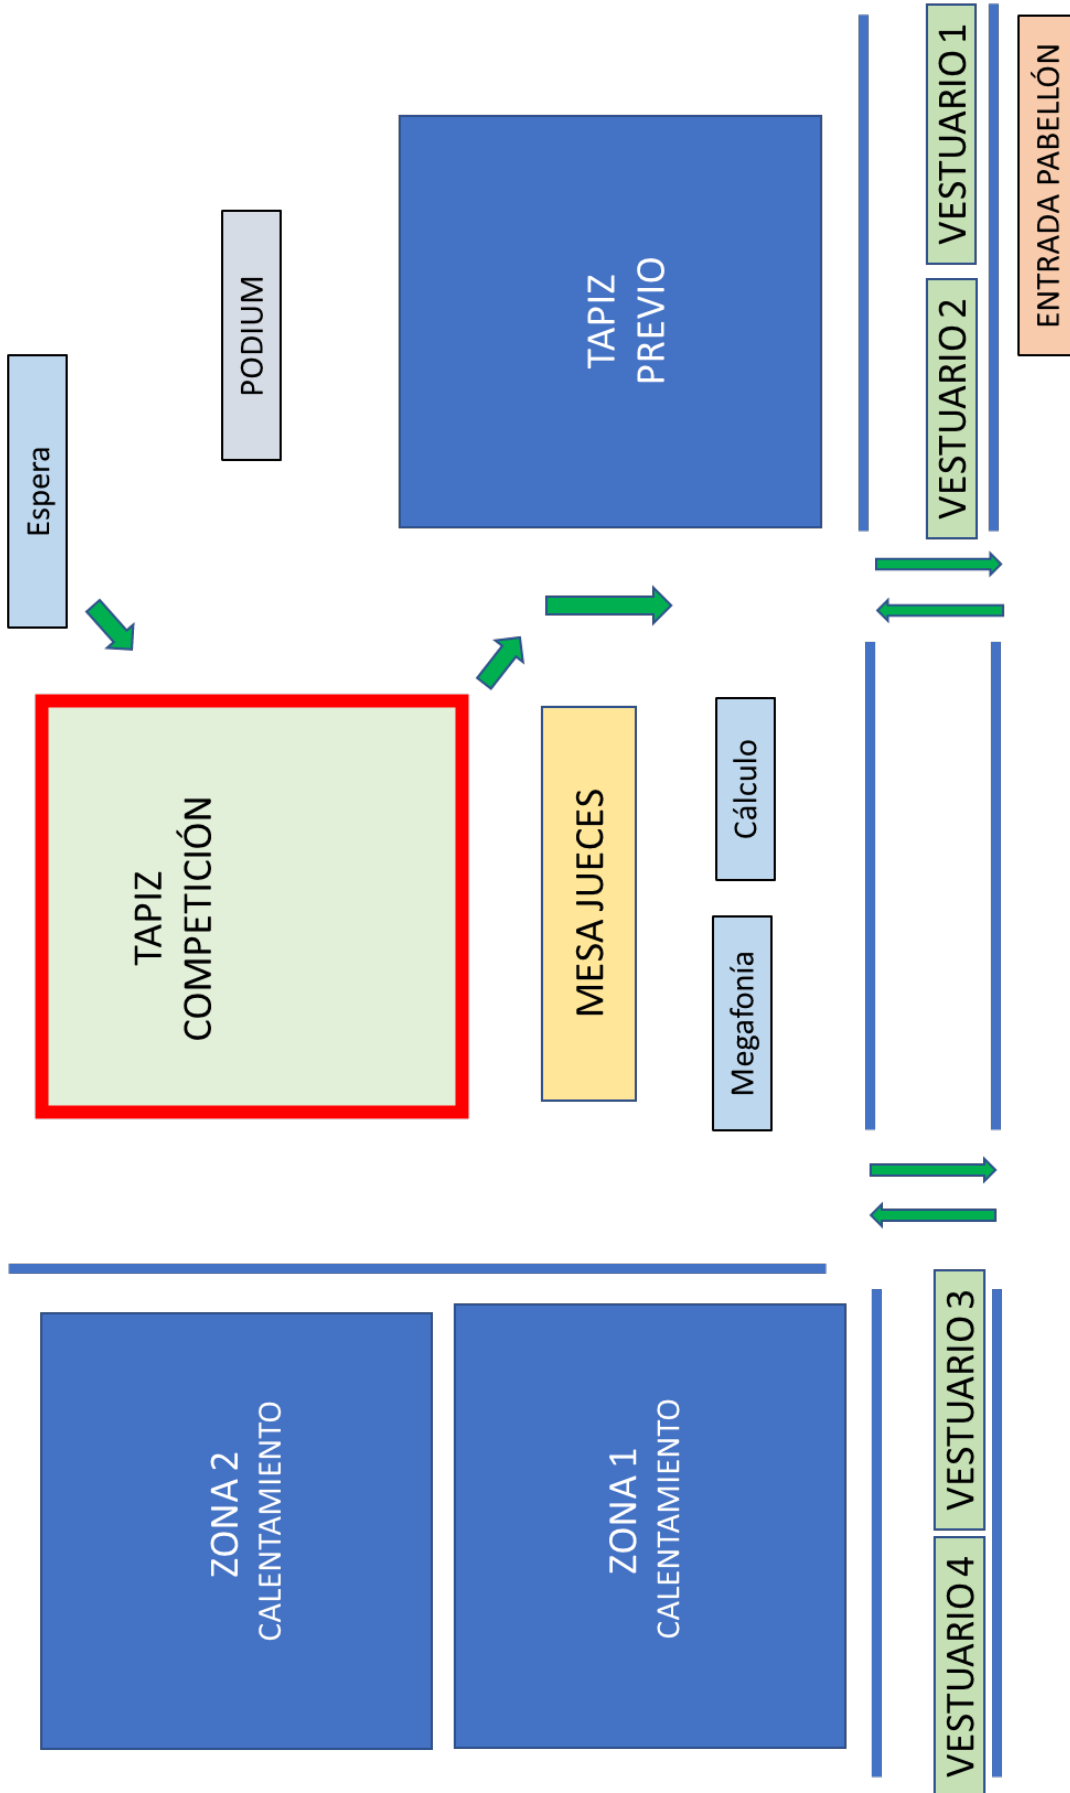 Espera
ZONA 2
CALENTAMIENTO
TAPIZ
COMPETICIÓN
PODIUM
ZONA 1
CALENTAMIENTO
MESA JUECES
TAPIZ
PREVIO
Megafonía
Cálculo
VESTUARIO 4
VESTUARIO 3
VESTUARIO 2
VESTUARIO 1
ENTRADA PABELLÓN